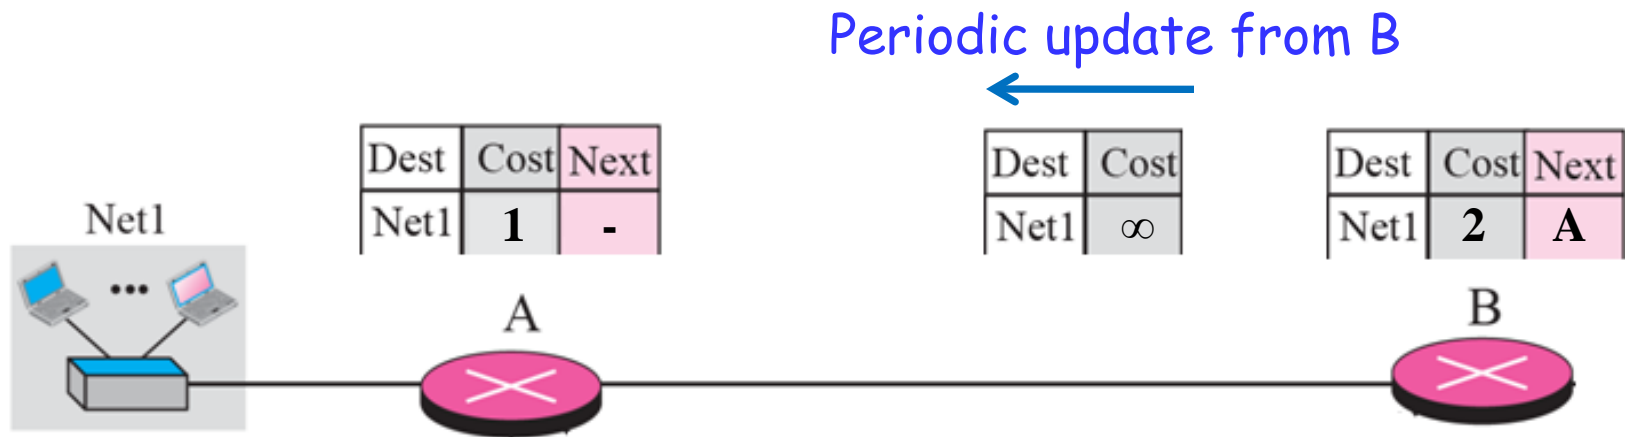 Periodic update from B
Dest Cost Next
Net1 1 -
Dest Cost
Net1 ∞
Dest Cost Next
Net1 2 A
Net1
A
B